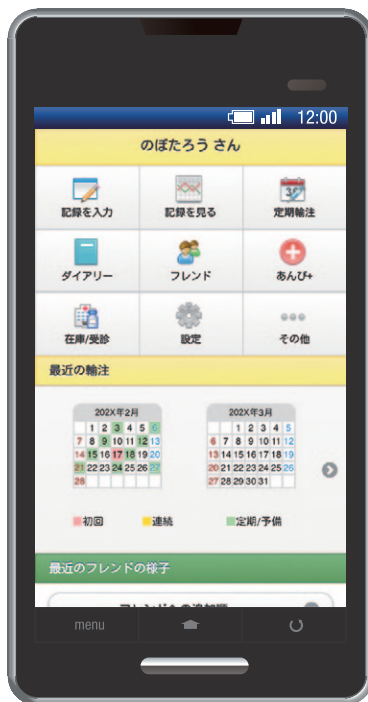 12:00
のぼたろう さん
記録を入力
記録を見る
定期輸注
ダイアリー
フレンド
あんぴ+
在庫/受診
設定
その他
最近の輸注
202X年2月
1 2 3 4 5 6
7 8 9 10 11 12 13
14 15 16 17 18 19 20
21 22 23 24 25 26 27
28
202X年3月
1 2 3 4 5
6 7 8 9 10 11 12
13 14 15 16 17 18 19
20 21 22 23 24 25 26
27 28 29 30 31
初回 連続 定期/予備
最近のフレンドの様子
menu